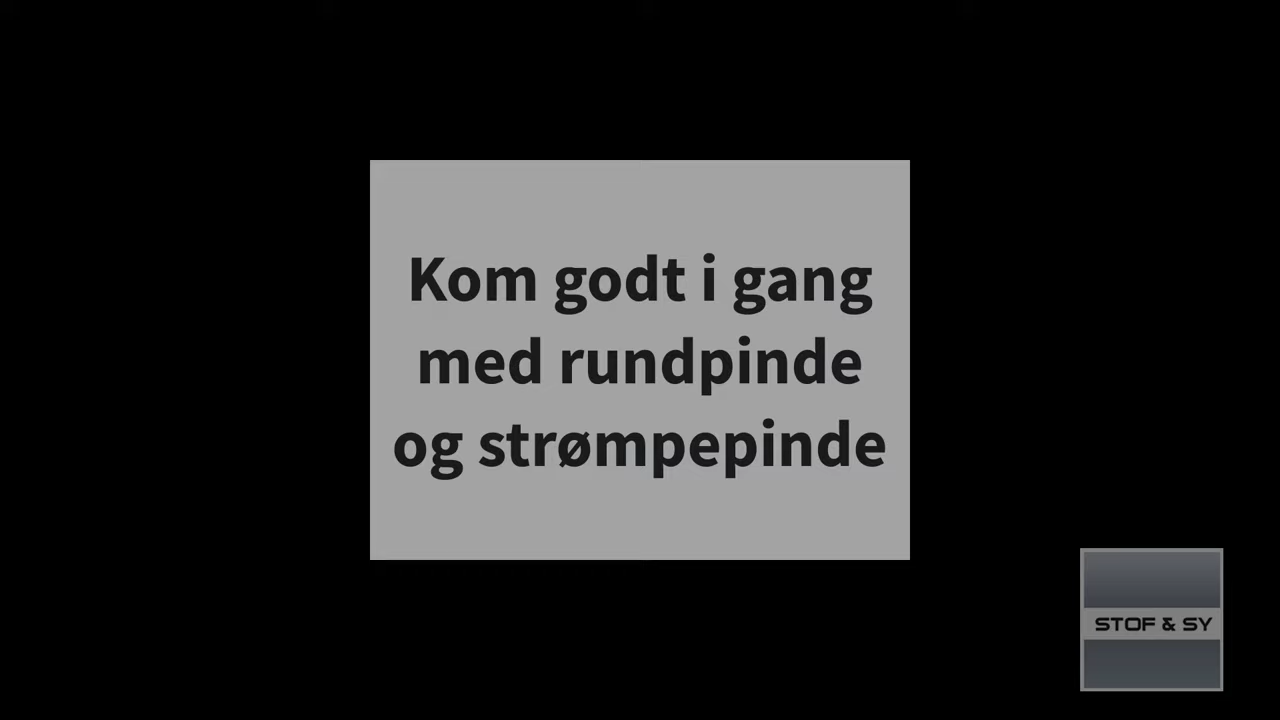 Kom godt i gang
med rundpinde
og strømpepinde
STOF & SY